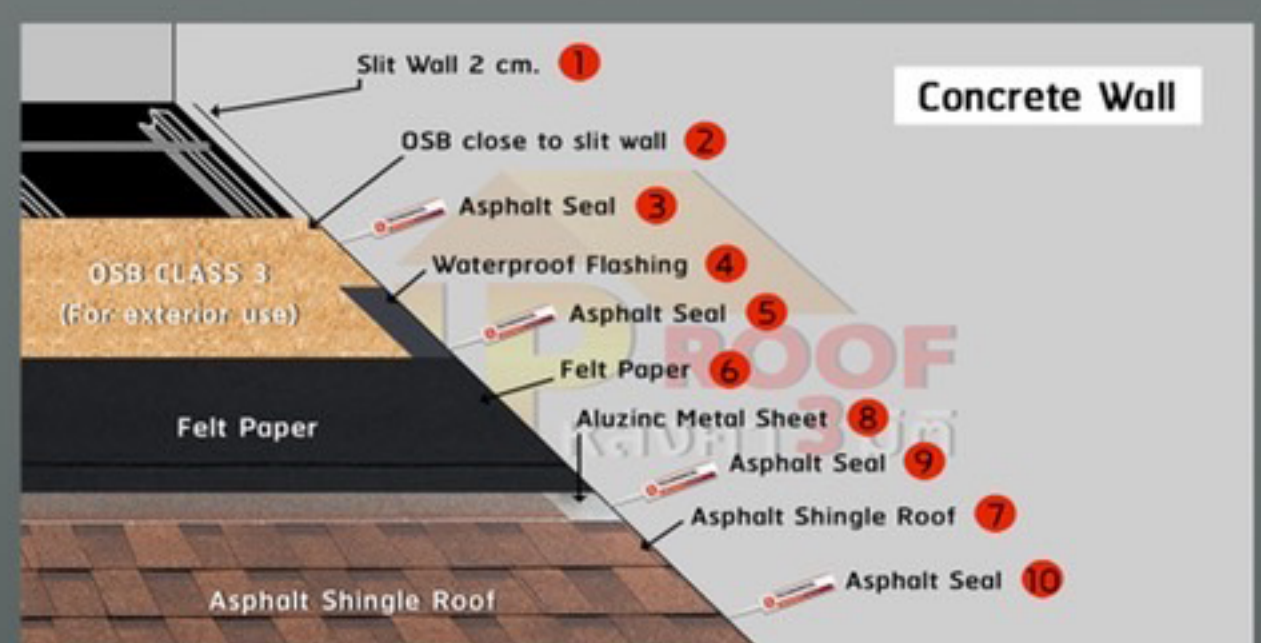 Slit Wall 2 cm. 1
Concrete Wall
OSB close to slit wall 2
Asphalt Seal 3
Waterproof Flashing 4
OSB CLASS 3
(For exterior use)
Asphalt Seal 5
ROOF
Felt Paper 6
Aluzinc Metal Sheet 8
Felt Paper
Asphalt Seal 9
Asphalt Shingle Roof 7
Asphalt Seal 10
Asphalt Shingle Roof